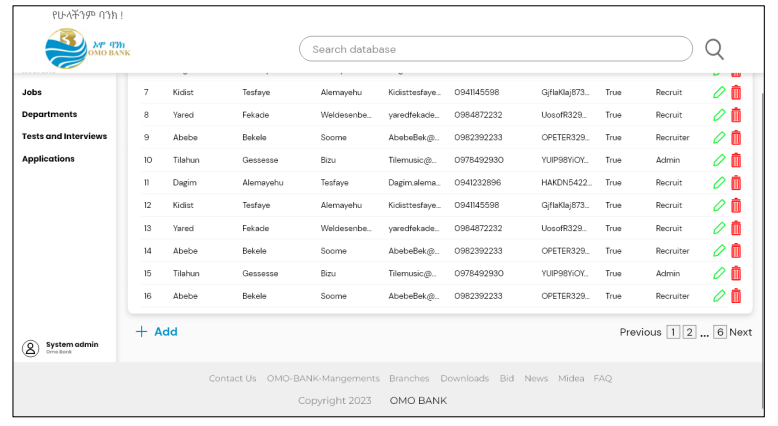 የሁላችንም ባንክ !
ኦሞ ባንክ
OMO BANK
Search database
Jobs
Departments
Tests and Interviews
Applications
7 Kidist Tesfaye Alemayehu Kidisttesfaye... 0941145598 GjflaKlaj873... True Recruit
8 Yared Fekade Weldesenbe... yaredfekade... 0984872232 UosofR329... True Recruit
9 Abebe Bekele Soome AbebeBek@... 0982392233 OPETER329... True Recruiter
10 Tilahun Gessesse Bizu Tilemusic@... 0978492930 YUIP98YiOY... True Admin
11 Dagim Alemayehu Tesfaye Dagim.alema... 0941232896 HAKDN5422... True Recruit
12 Kidist Tesfaye Alemayehu Kidisttesfaye... 0941145598 GjflaKlaj873... True Recruit
13 Yared Fekade Weldesenbe... yaredfekade... 0984872232 UosofR329... True Recruit
14 Abebe Bekele Soome AbebeBek@... 0982392233 OPETER329... True Recruiter
15 Tilahun Gessesse Bizu Tilemusic@... 0978492930 YUIP98YiOY... True Admin
16 Abebe Bekele Soome AbebeBek@... 0982392233 OPETER329... True Recruiter
+ Add
Previous 1 2 ... 6 Next
System admin
Omo Bank
Contact Us OMO-BANK-Mangements Branches Downloads Bid News Midea FAQ
Copyright 2023 OMO BANK